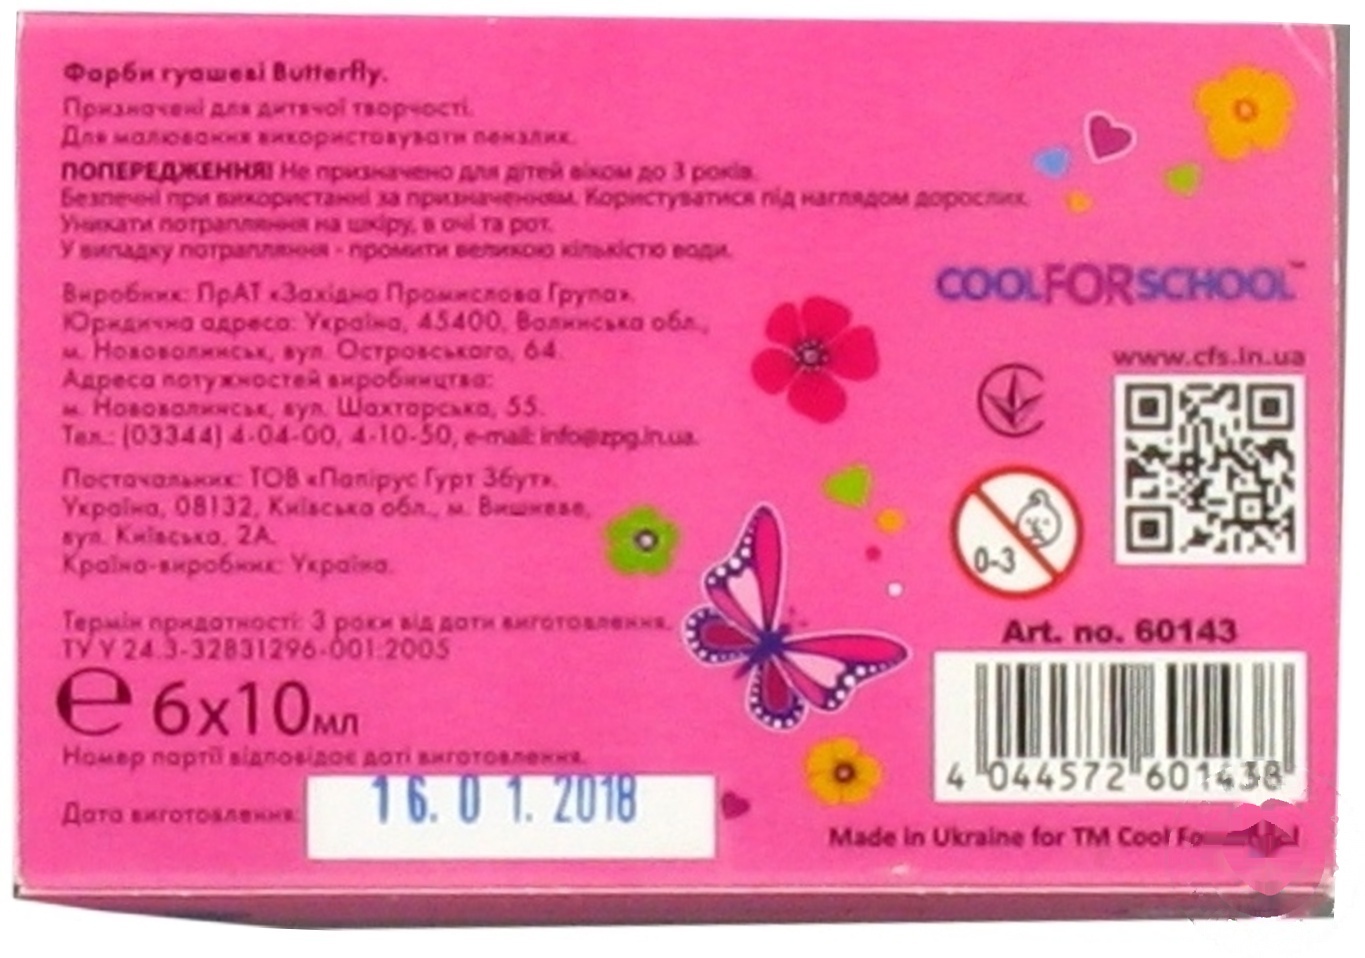 Фарби гуашеві Butterfly.
Призначені для дитячої творчості.
Для малювання використовувати пензлик.
ПОПЕРЕДЖЕННЯ! Не призначено для дітей віком до 3 років.
Безпечні при використанні за призначенням. Користуватися під наглядом дорослих.
Уникати потрапляння на шкіру, в очі та рот.
У випадку потрапляння - промити великою кількістю води.
Виробник: ПрАТ «Західна Промислова Група».
Юридична адреса: Україна, 45400, Волинська обл.,
м. Нововолинськ, вул. Островського, 64.
Адреса потужностей виробництва:
м. Нововолинськ, вул. Шахтарська, 55.
Тел.: (03344) 4-04-00, 4-10-50, e-mail: info@zpg.in.ua.
Постачальник: ТОВ «Папірус Гурт Збут».
Україна, 08132, Київська обл., м. Вишневе,
вул. Київська, 2А.
Країна-виробник: Україна.
Термін придатності: 3 роки від дати виготовлення.
ТУ У 24.3-32831296-001:2005
℮ 6х10мл
Номер партії відповідає даті виготовлення.
Дата виготовлення: 16.01.2018
COOLFORSCHOOL™
www.cfs.in.ua
0-3
Art. no. 60143
4 044572 601438
Made in Ukraine for TM Cool